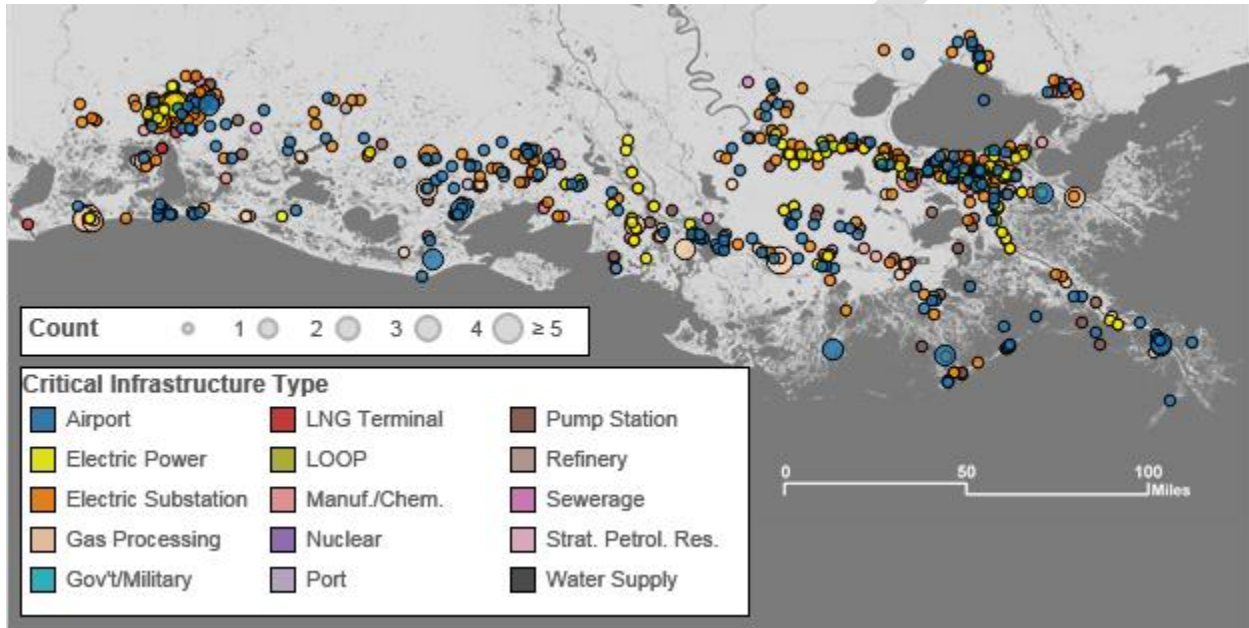 Count 1 2 3 4 ≥ 5
Critical Infrastructure Type
Airport LNG Terminal Pump Station
Electric Power LOOP Refinery
Electric Substation Manuf./Chem. Sewerage
Gas Processing Nuclear Strat. Petrol. Res.
Gov't/Military Port Water Supply
0 50 100
Miles